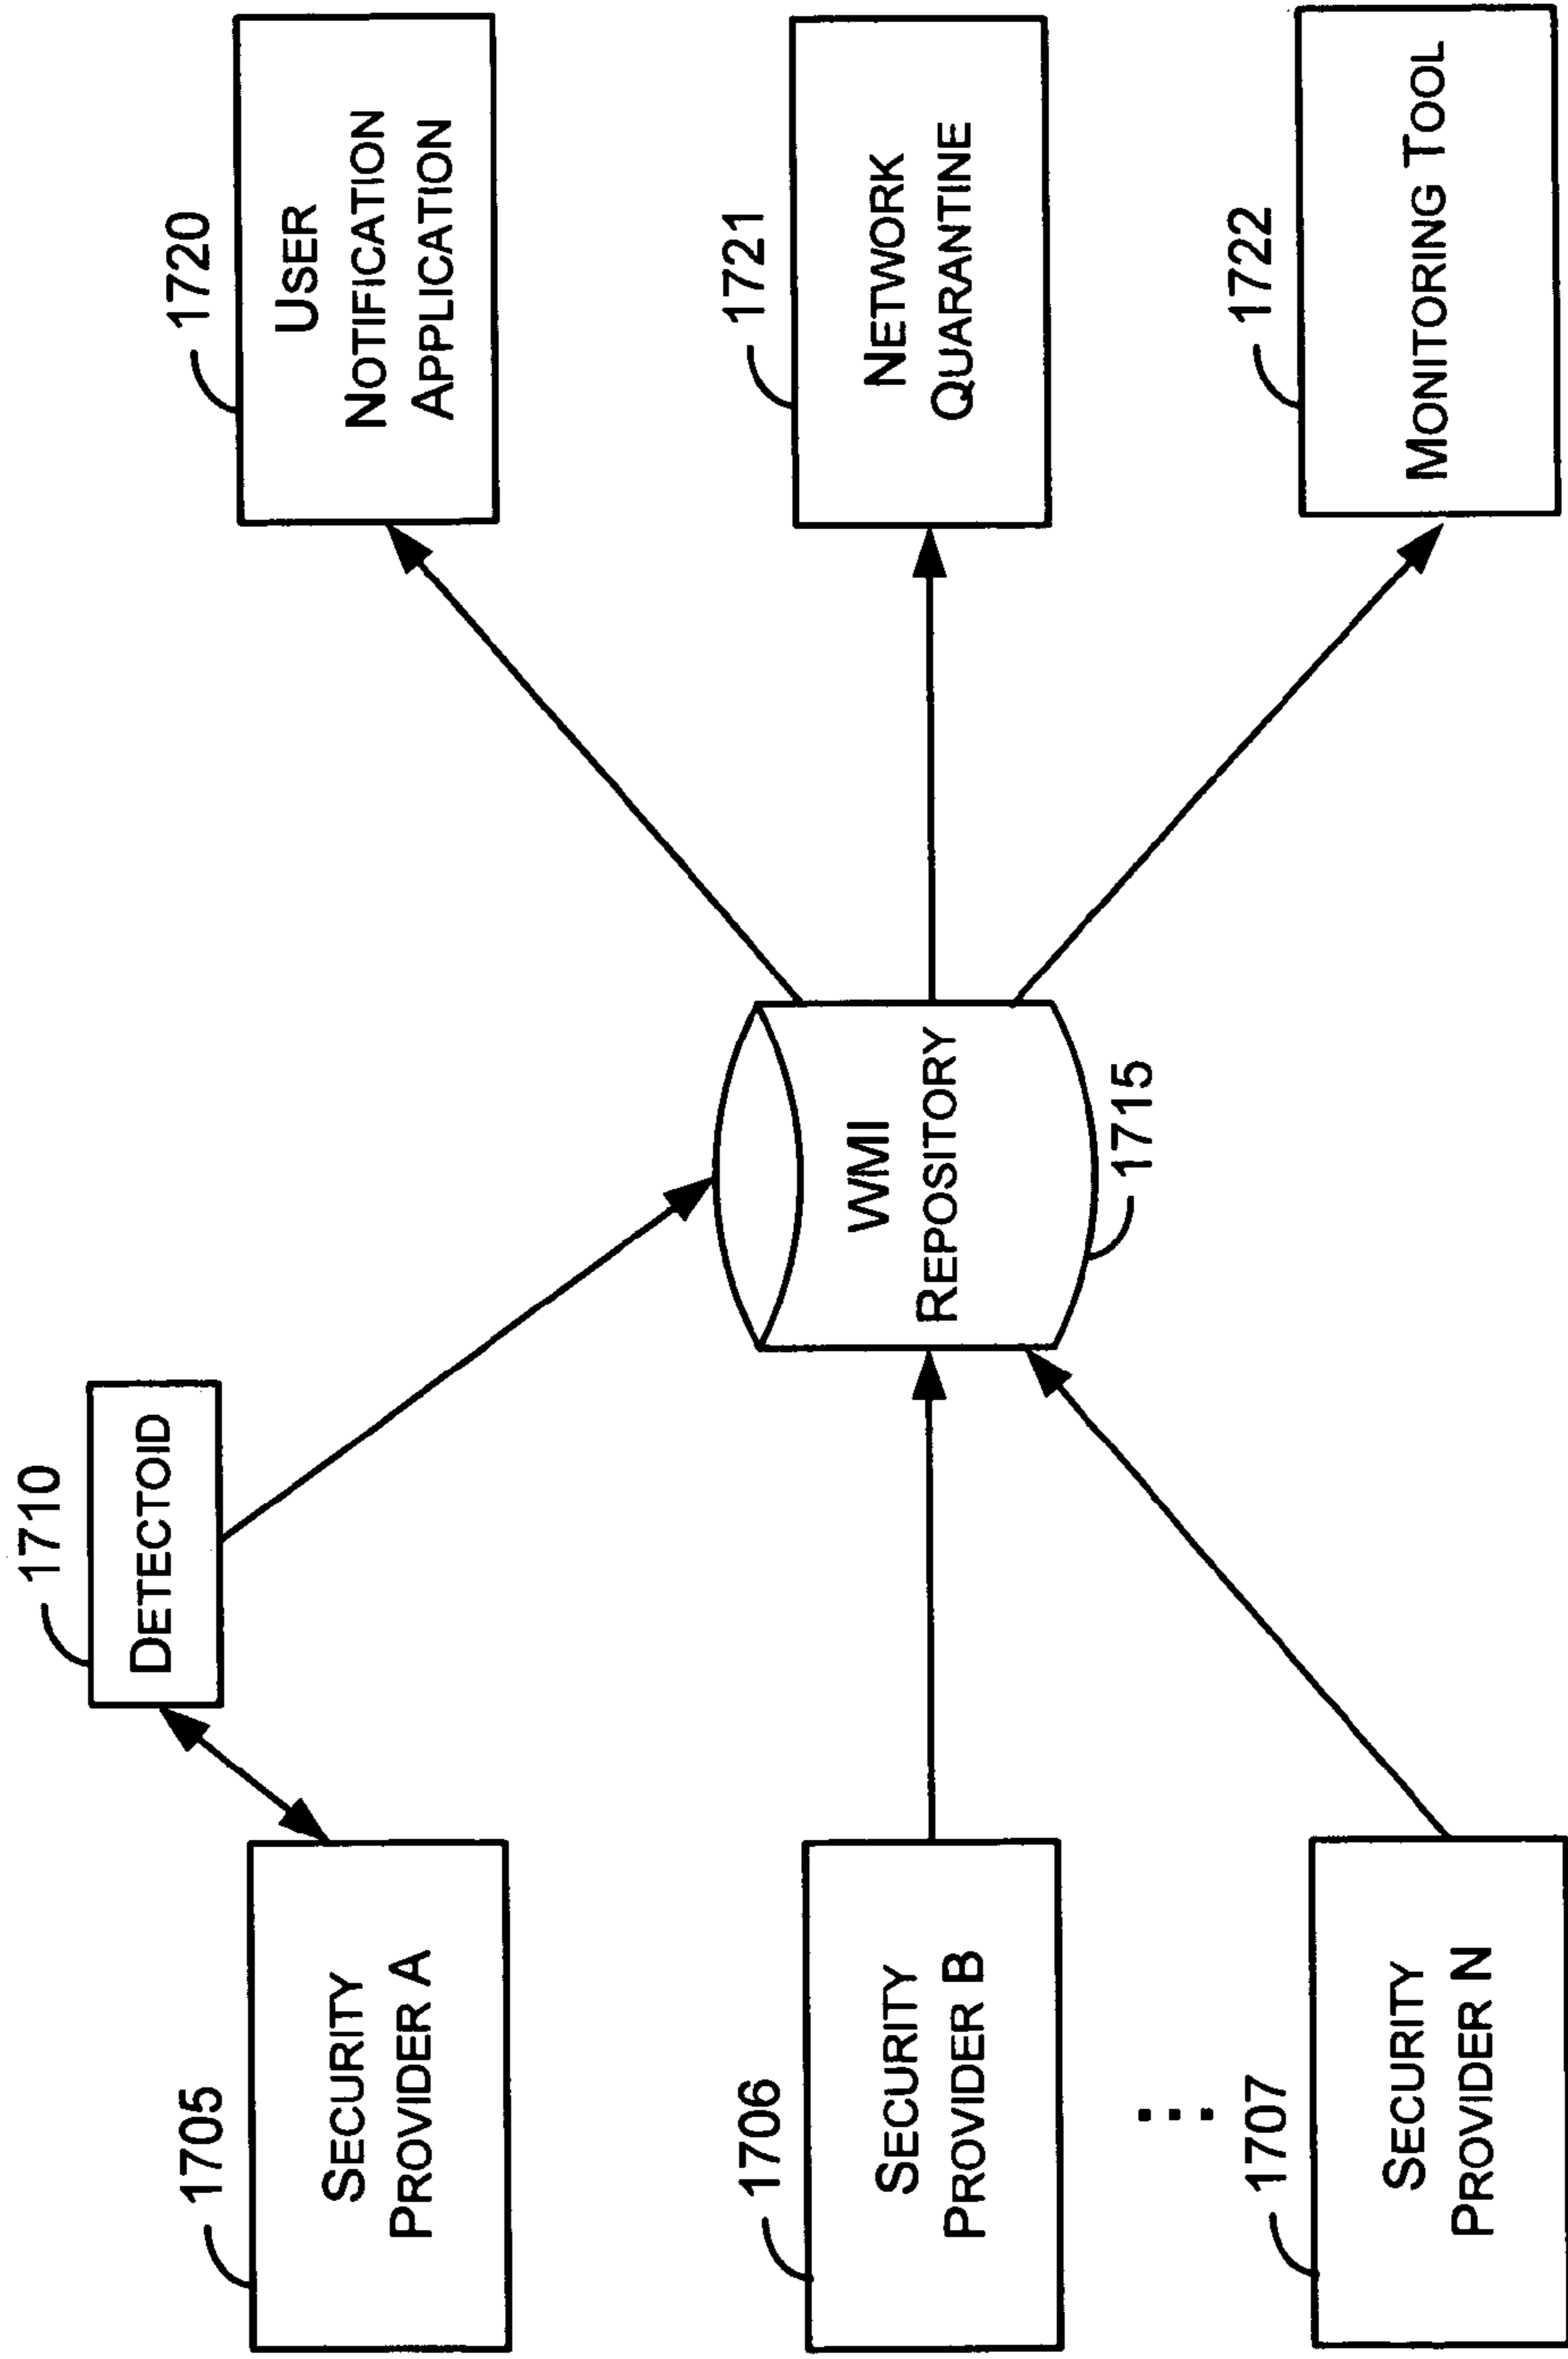 1710
DETECTOID
1705
SECURITY
PROVIDER A
1720
USER
NOTIFICATION
APPLICATION
1706
SECURITY
PROVIDER B
WMI
REPOSITORY
1715
1721
NETWORK
QUARANTINE
1707
SECURITY
PROVIDER N
1722
MONITORING TOOL